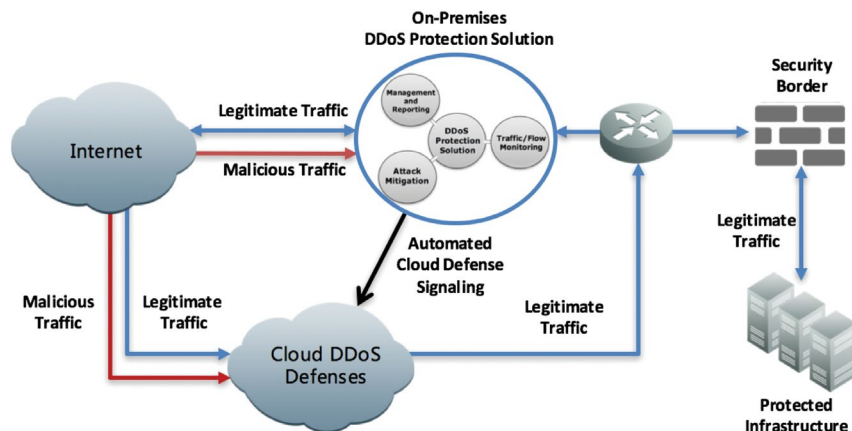 On-Premises
DDoS Protection Solution
Security
Border
Management
and
Reporting
Legitimate Traffic
DDoS
Protection
Solution
Traffic/Flow
Monitoring
Internet
Malicious Traffic
Attack
Mitigation
Legitimate
Traffic
Automated
Cloud Defense
Signaling
Malicious
Traffic
Legitimate
Traffic
Legitimate
Traffic
Cloud DDoS
Defenses
Protected
Infrastructure